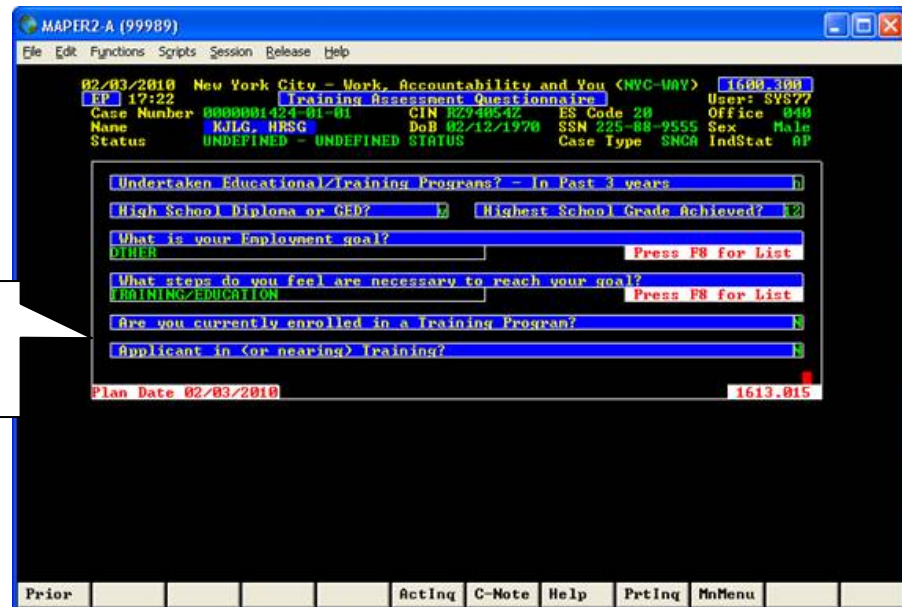 MAPER2-A (99989)
File Edit Functions Scripts Session Release Help
02/03/2010 New York City - Work, Accountability and You (NYC-WAY) 1600.300
EP 17:22 Training Assessment Questionnaire User: SYS77
Case Number 0000001424-01-01 CIN RZ94054Z ES Code 20 Office 040
Name KJLG, HRSG DoB 02/12/1970 SSN 225-88-9555 Sex Male
Status UNDEFINED - UNDEFINED STATUS Case Type SNCA IndStat AP
Undertaken Educational/Training Programs? - In Past 3 years n
High School Diploma or GED? Highest School Grade Achieved? 12
What is your Employment goal?
OTHER Press F8 for List
What steps do you feel are necessary to reach your goal?
TRAINING/EDUCATION Press F8 for List
Are you currently enrolled in a Training Program? N
Applicant in (or nearing) Training? N
Plan Date 02/03/2010 1613.015
Prior ActInq C-Note Help PrtInq MnMenu